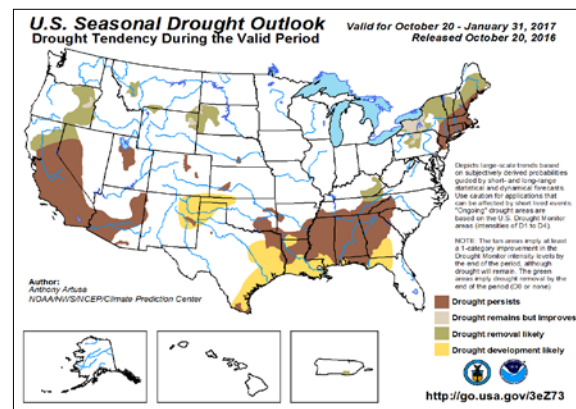 U.S. Seasonal Drought Outlook
Drought Tendency During the Valid Period
Valid for October 20 - January 31, 2017
Released October 20, 2016
Depicts large-scale trends based
on subjectively derived probabilities
guided by short- and long-range
statistical and dynamical forecasts.
Use caution for applications that
can be affected by short lived events.
"Ongoing" drought areas are
based on the U.S. Drought Monitor
areas (intensities of D1 to D4).
NOTE: The tan areas imply at least
a 1-category improvement in the
Drought Monitor intensity levels by
the end of the period, although
drought will remain. The green
areas imply drought removal by the
end of the period (D0 or none).
Author:
Anthony Artusa
NOAA/NWS/NCEP/Climate Prediction Center
Drought persists
Drought remains but improves
Drought removal likely
Drought development likely
http://go.usa.gov/3eZ73